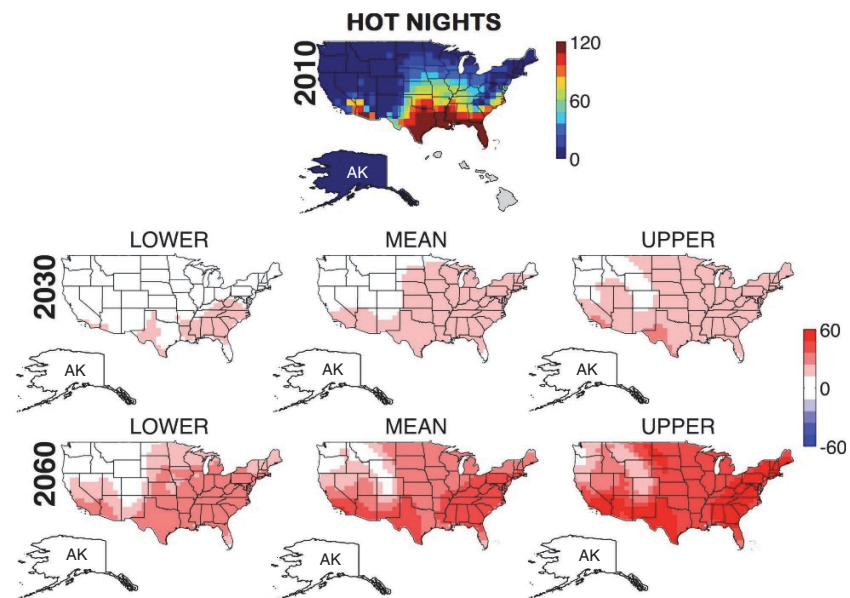 HOT NIGHTS
2010
120
60
0
AK
LOWER
MEAN
UPPER
2030
AK
AK
AK
60
0
-60
LOWER
MEAN
UPPER
2060
AK
AK
AK